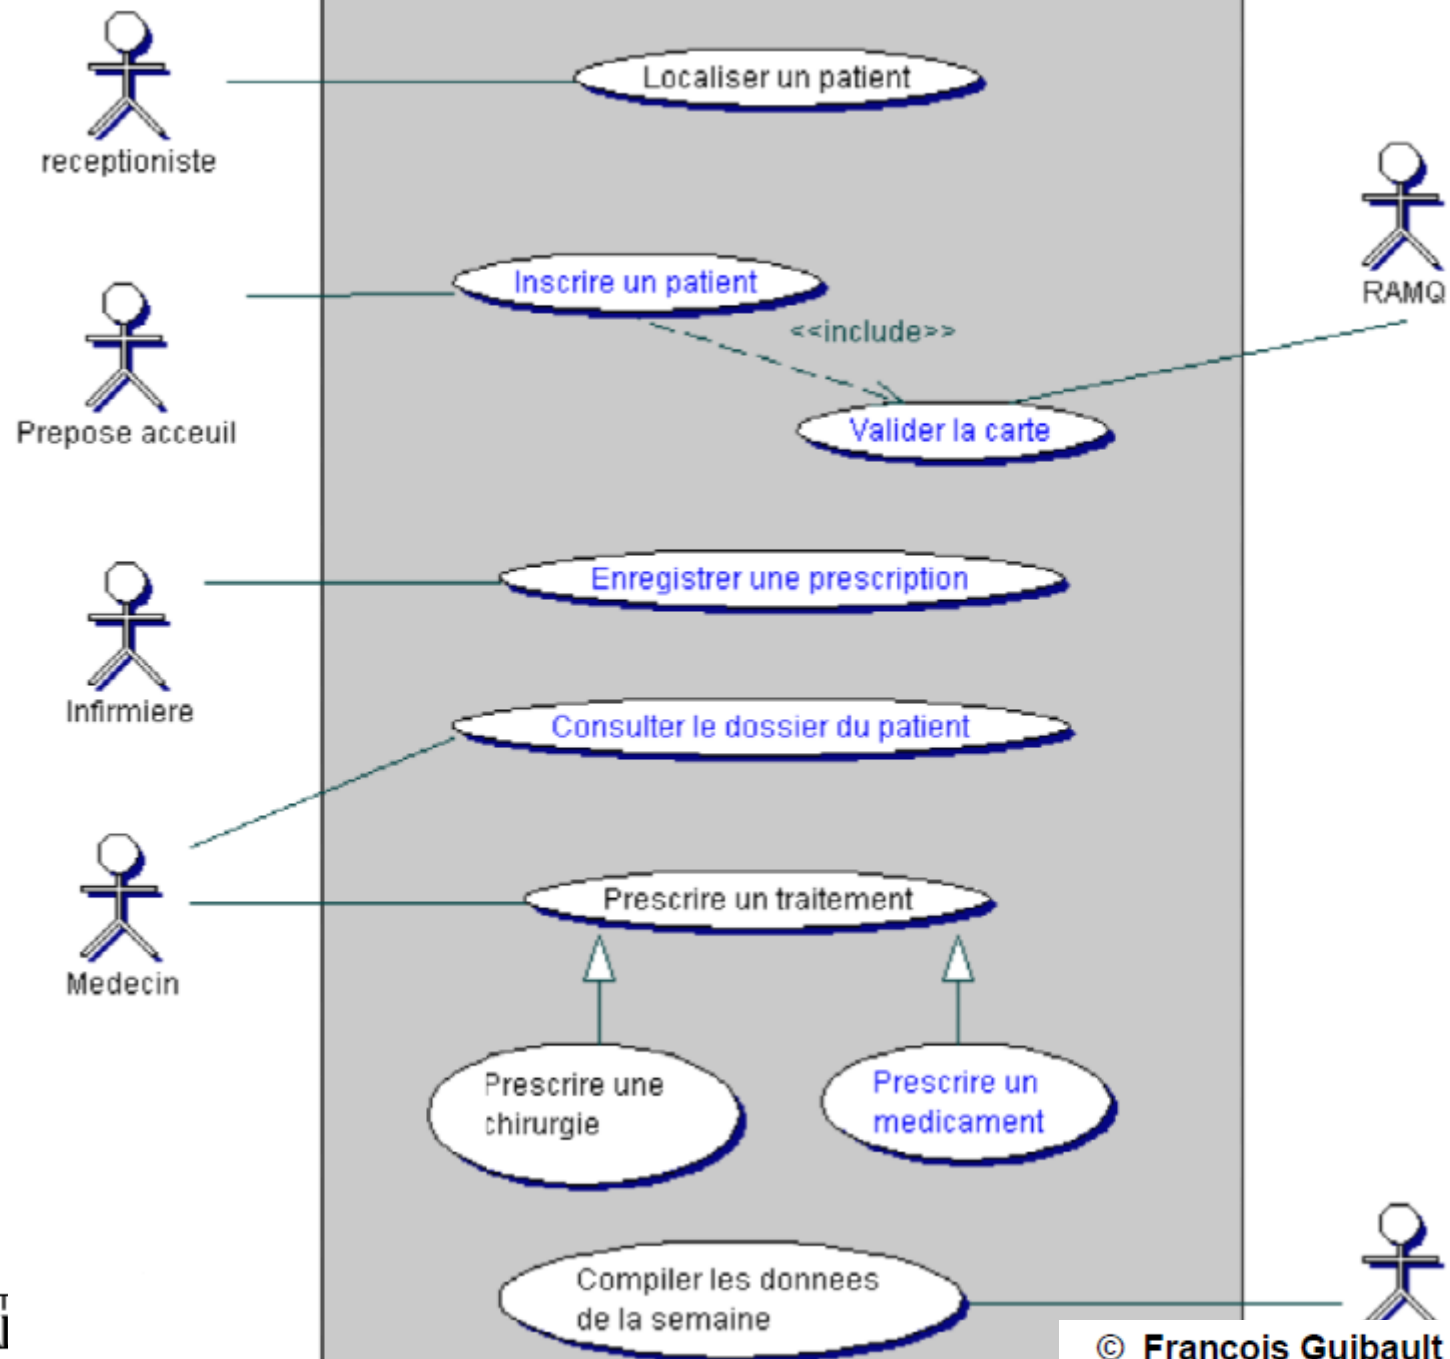 Localiser un patient
receptioniste
Inscrire un patient
RAMQ
<<include>>
Prepose acceuil
Valider la carte
Enregistrer une prescription
Infirmiere
Consulter le dossier du patient
Prescrire un traitement
Medecin
Prescrire une
chirurgie
Prescrire un
medicament
Compiler les donnees
de la semaine
© François Guibault